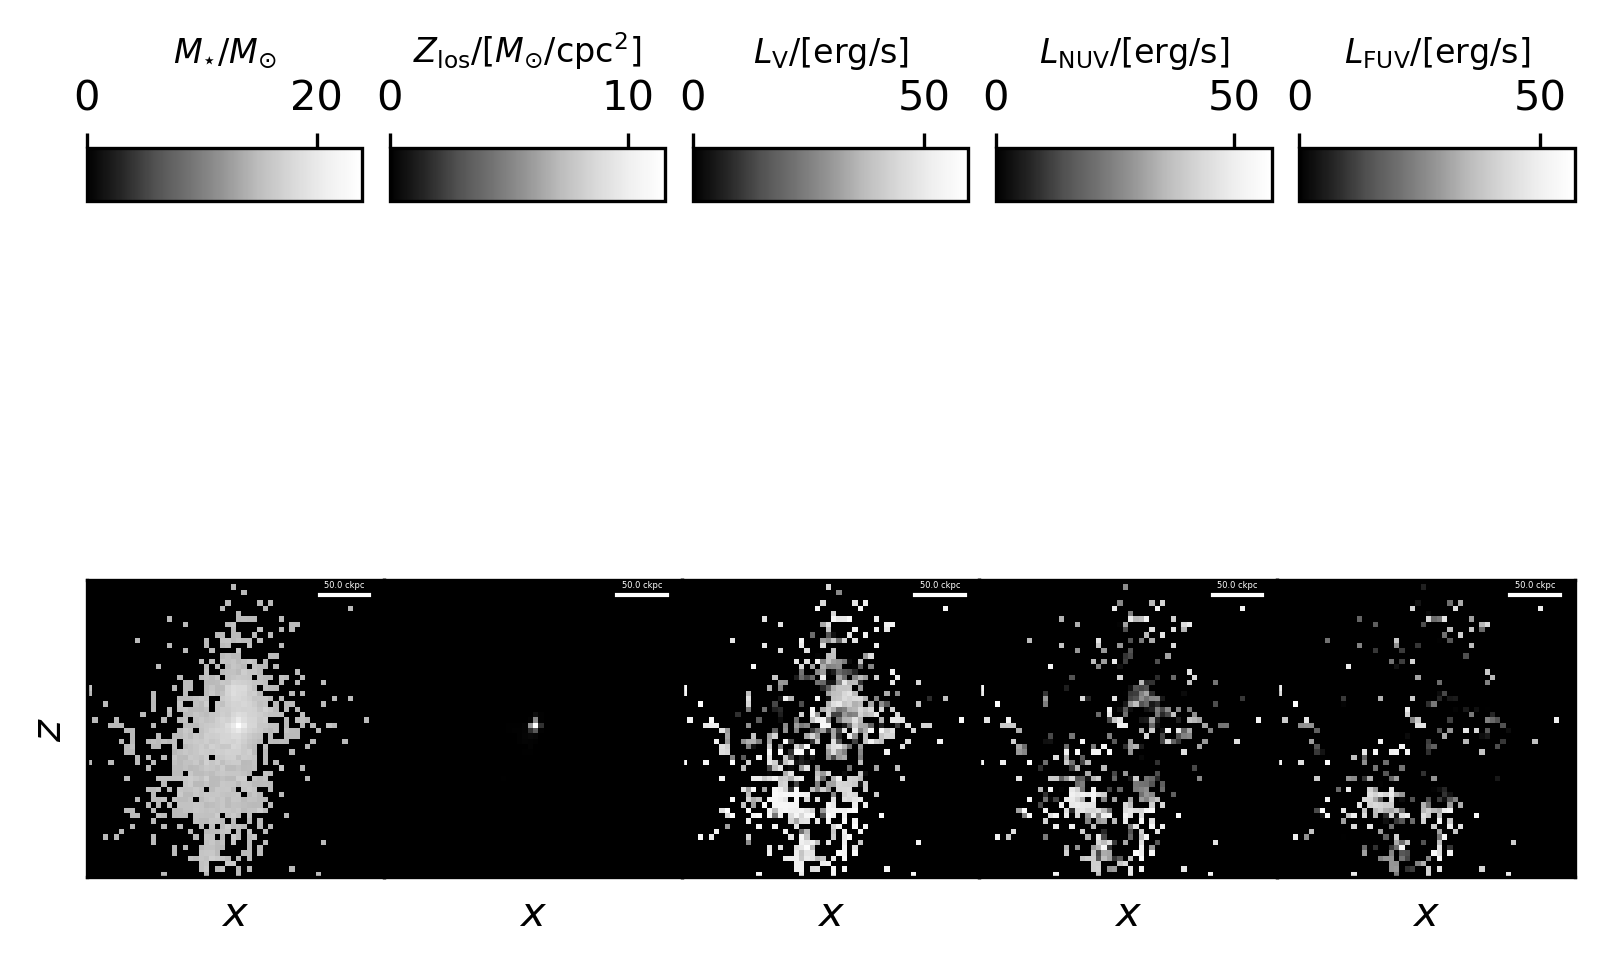 M⋆/M⊙ Z_los/[M⊙/cpc²] L_V/[erg/s] L_NUV/[erg/s] L_FUV/[erg/s]
0 20 0 10 0 50 0 50 0 50
50.0 ckpc 50.0 ckpc 50.0 ckpc 50.0 ckpc 50.0 ckpc
z
x x x x x